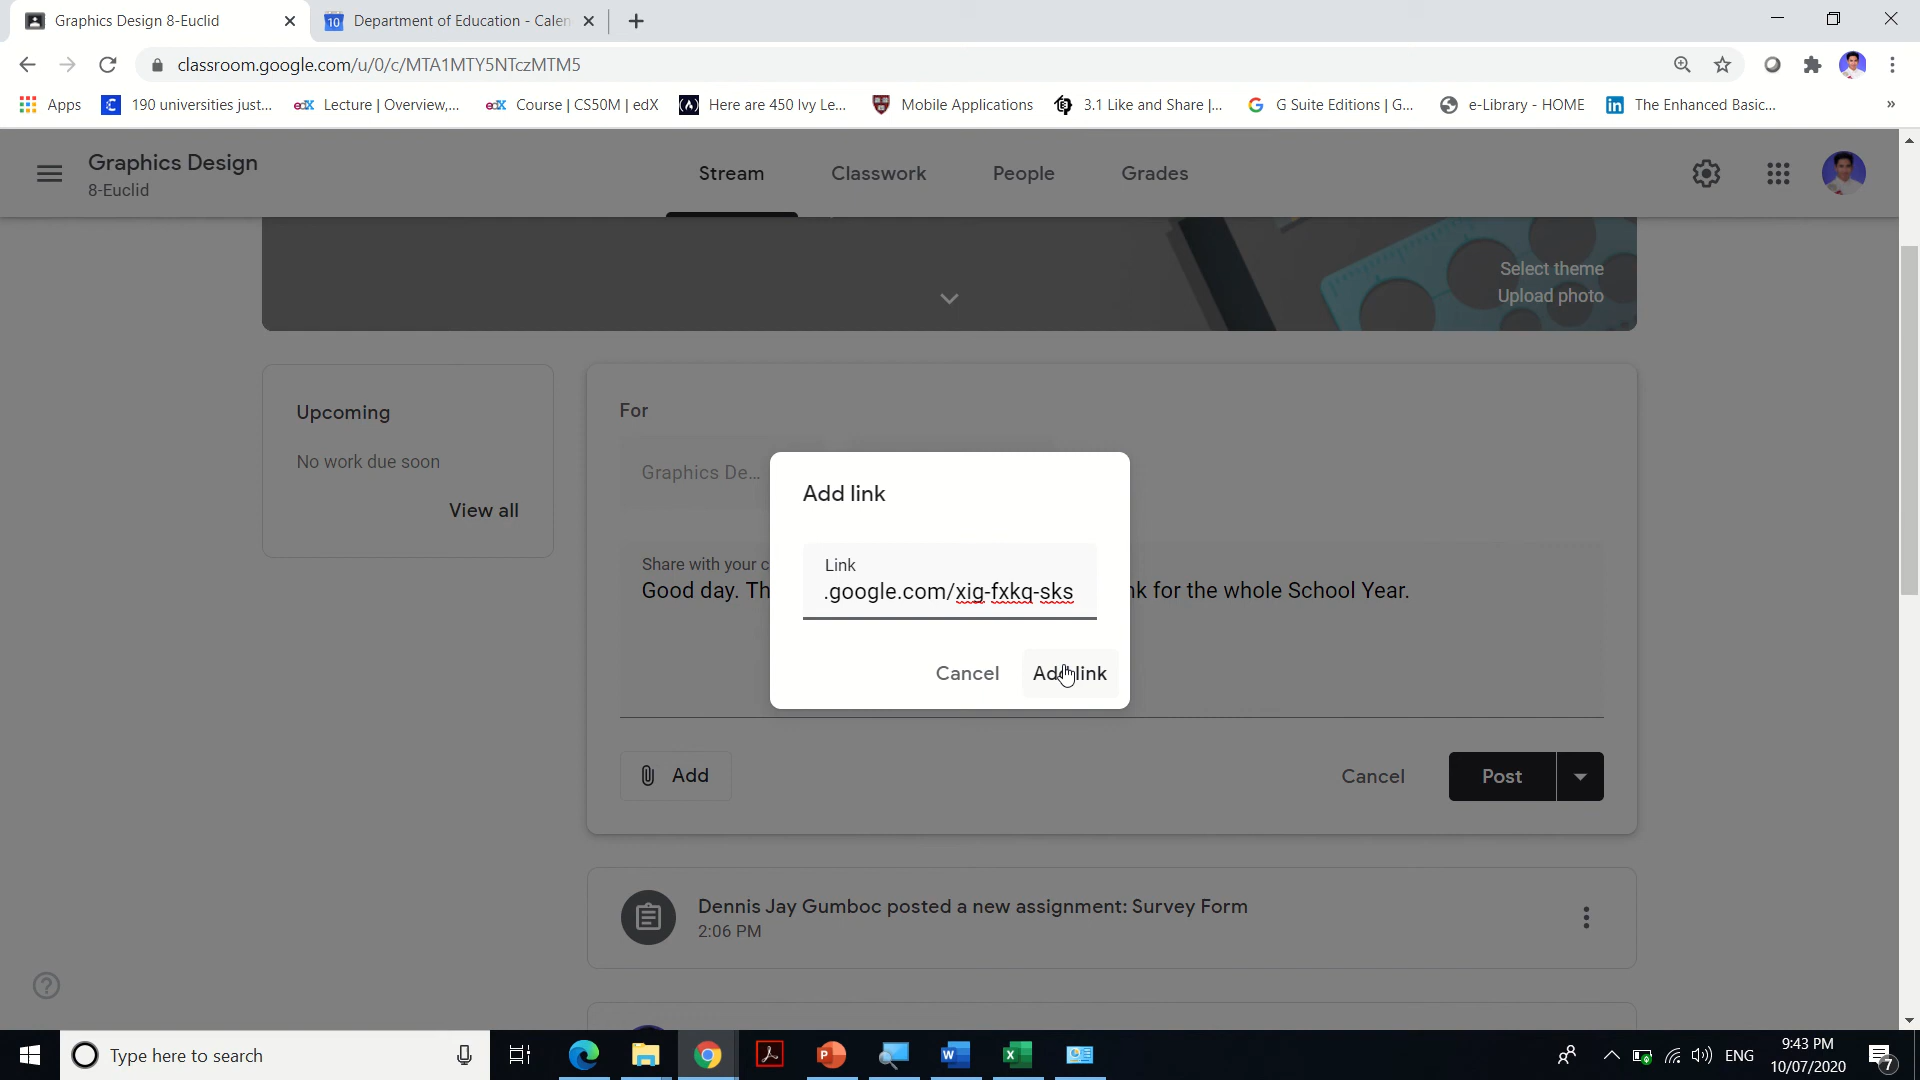 Graphics Design 8-Euclid
10 Department of Education - Calen
classroom.google.com/u/0/c/MTA1MTY5NTczMTM5
Apps
190 universities just...
edX Lecture | Overview,...
edX Course | CS50M | edX
Here are 450 Ivy Le...
Mobile Applications
3.1 Like and Share |...
G Suite Editions | G...
e-Library - HOME
The Enhanced Basic...
Graphics Design
8-Euclid
Stream Classwork People Grades
Select theme
Upload photo
Upcoming
No work due soon
View all
For
Graphics De...
Share with your c
Good day. Th nk for the whole School Year.
Add link
Link
.google.com/xig-fxkq-sks
Cancel Add link
Add
Cancel Post
Dennis Jay Gumboc posted a new assignment: Survey Form
2:06 PM
Type here to search
ENG
9:43 PM
10/07/2020
7